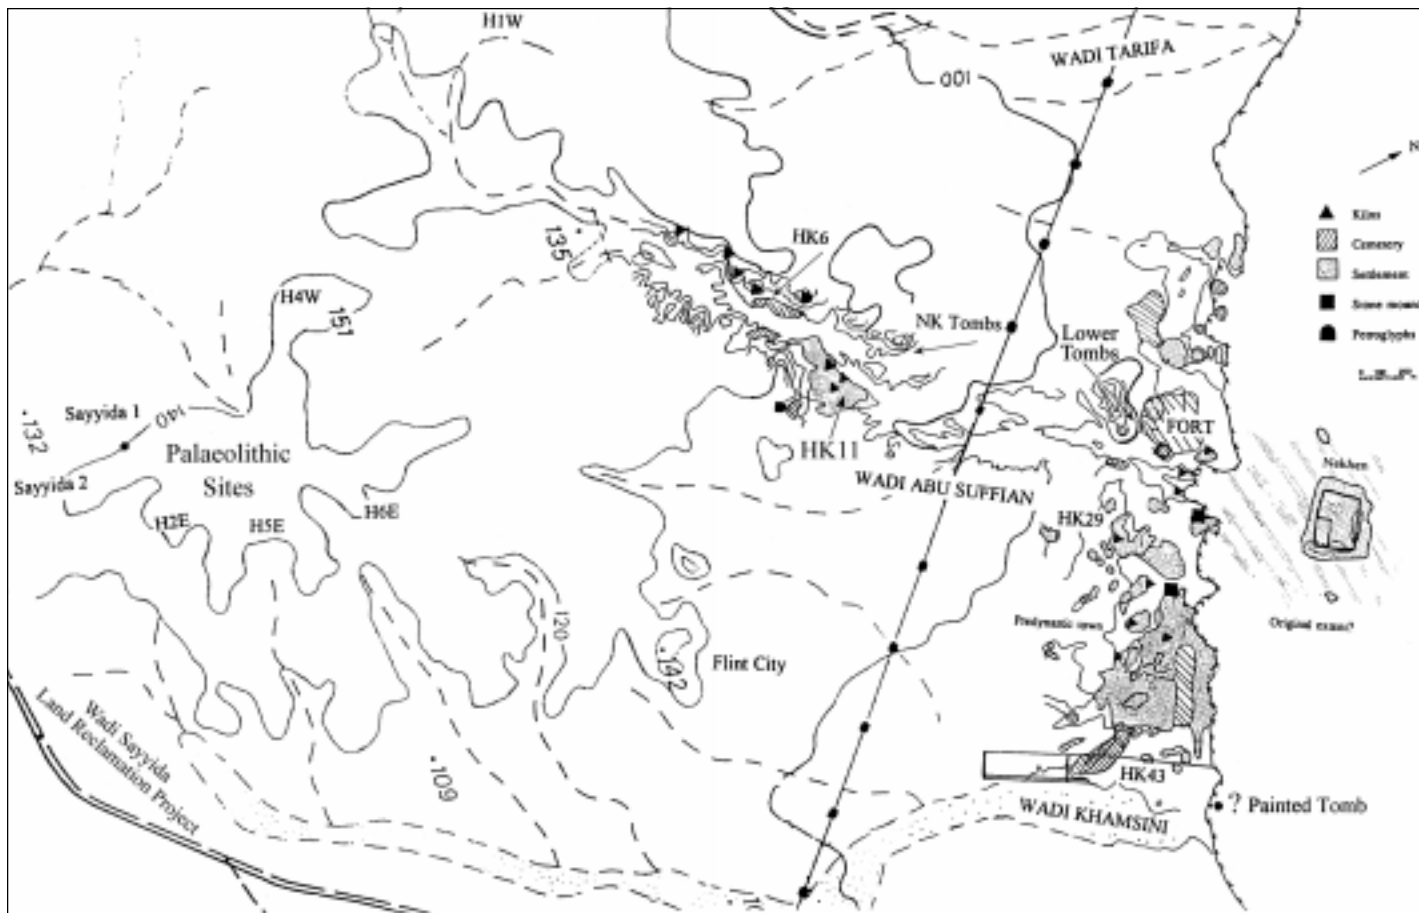 H1W
WADI TARIFA
100
N
Kilns
Cemetery
Settlement
Stone mound
Petroglyphs
HK6
135
H4W
151
NK Tombs
Lower
Tombs
Sayyida 1
140
132
Palaeolithic
Sites
Sayyida 2
FORT
HK11
Nekhen
WADI ABU SUFFIAN
H6E
H2E
H5E
HK29
120
Predynastic town
Original extent?
Flint City
142
Wadi Sayyida
Land Reclamation Project
109
HK43
WADI KHAMSINI
? Painted Tomb